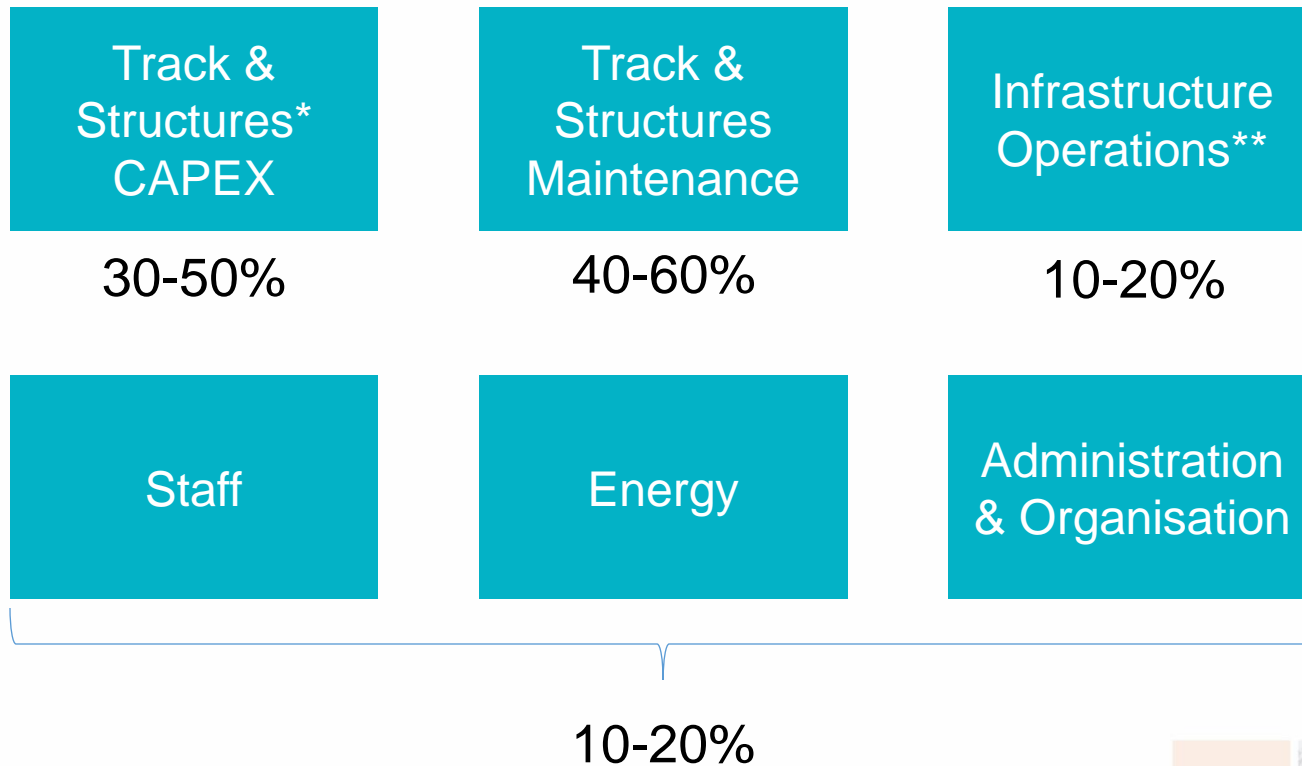 Track &
Structures*
CAPEX
Track &
Structures
Maintenance
Infrastructure
Operations**
30-50%
40-60%
10-20%
Staff
Energy
Administration
& Organisation
10-20%